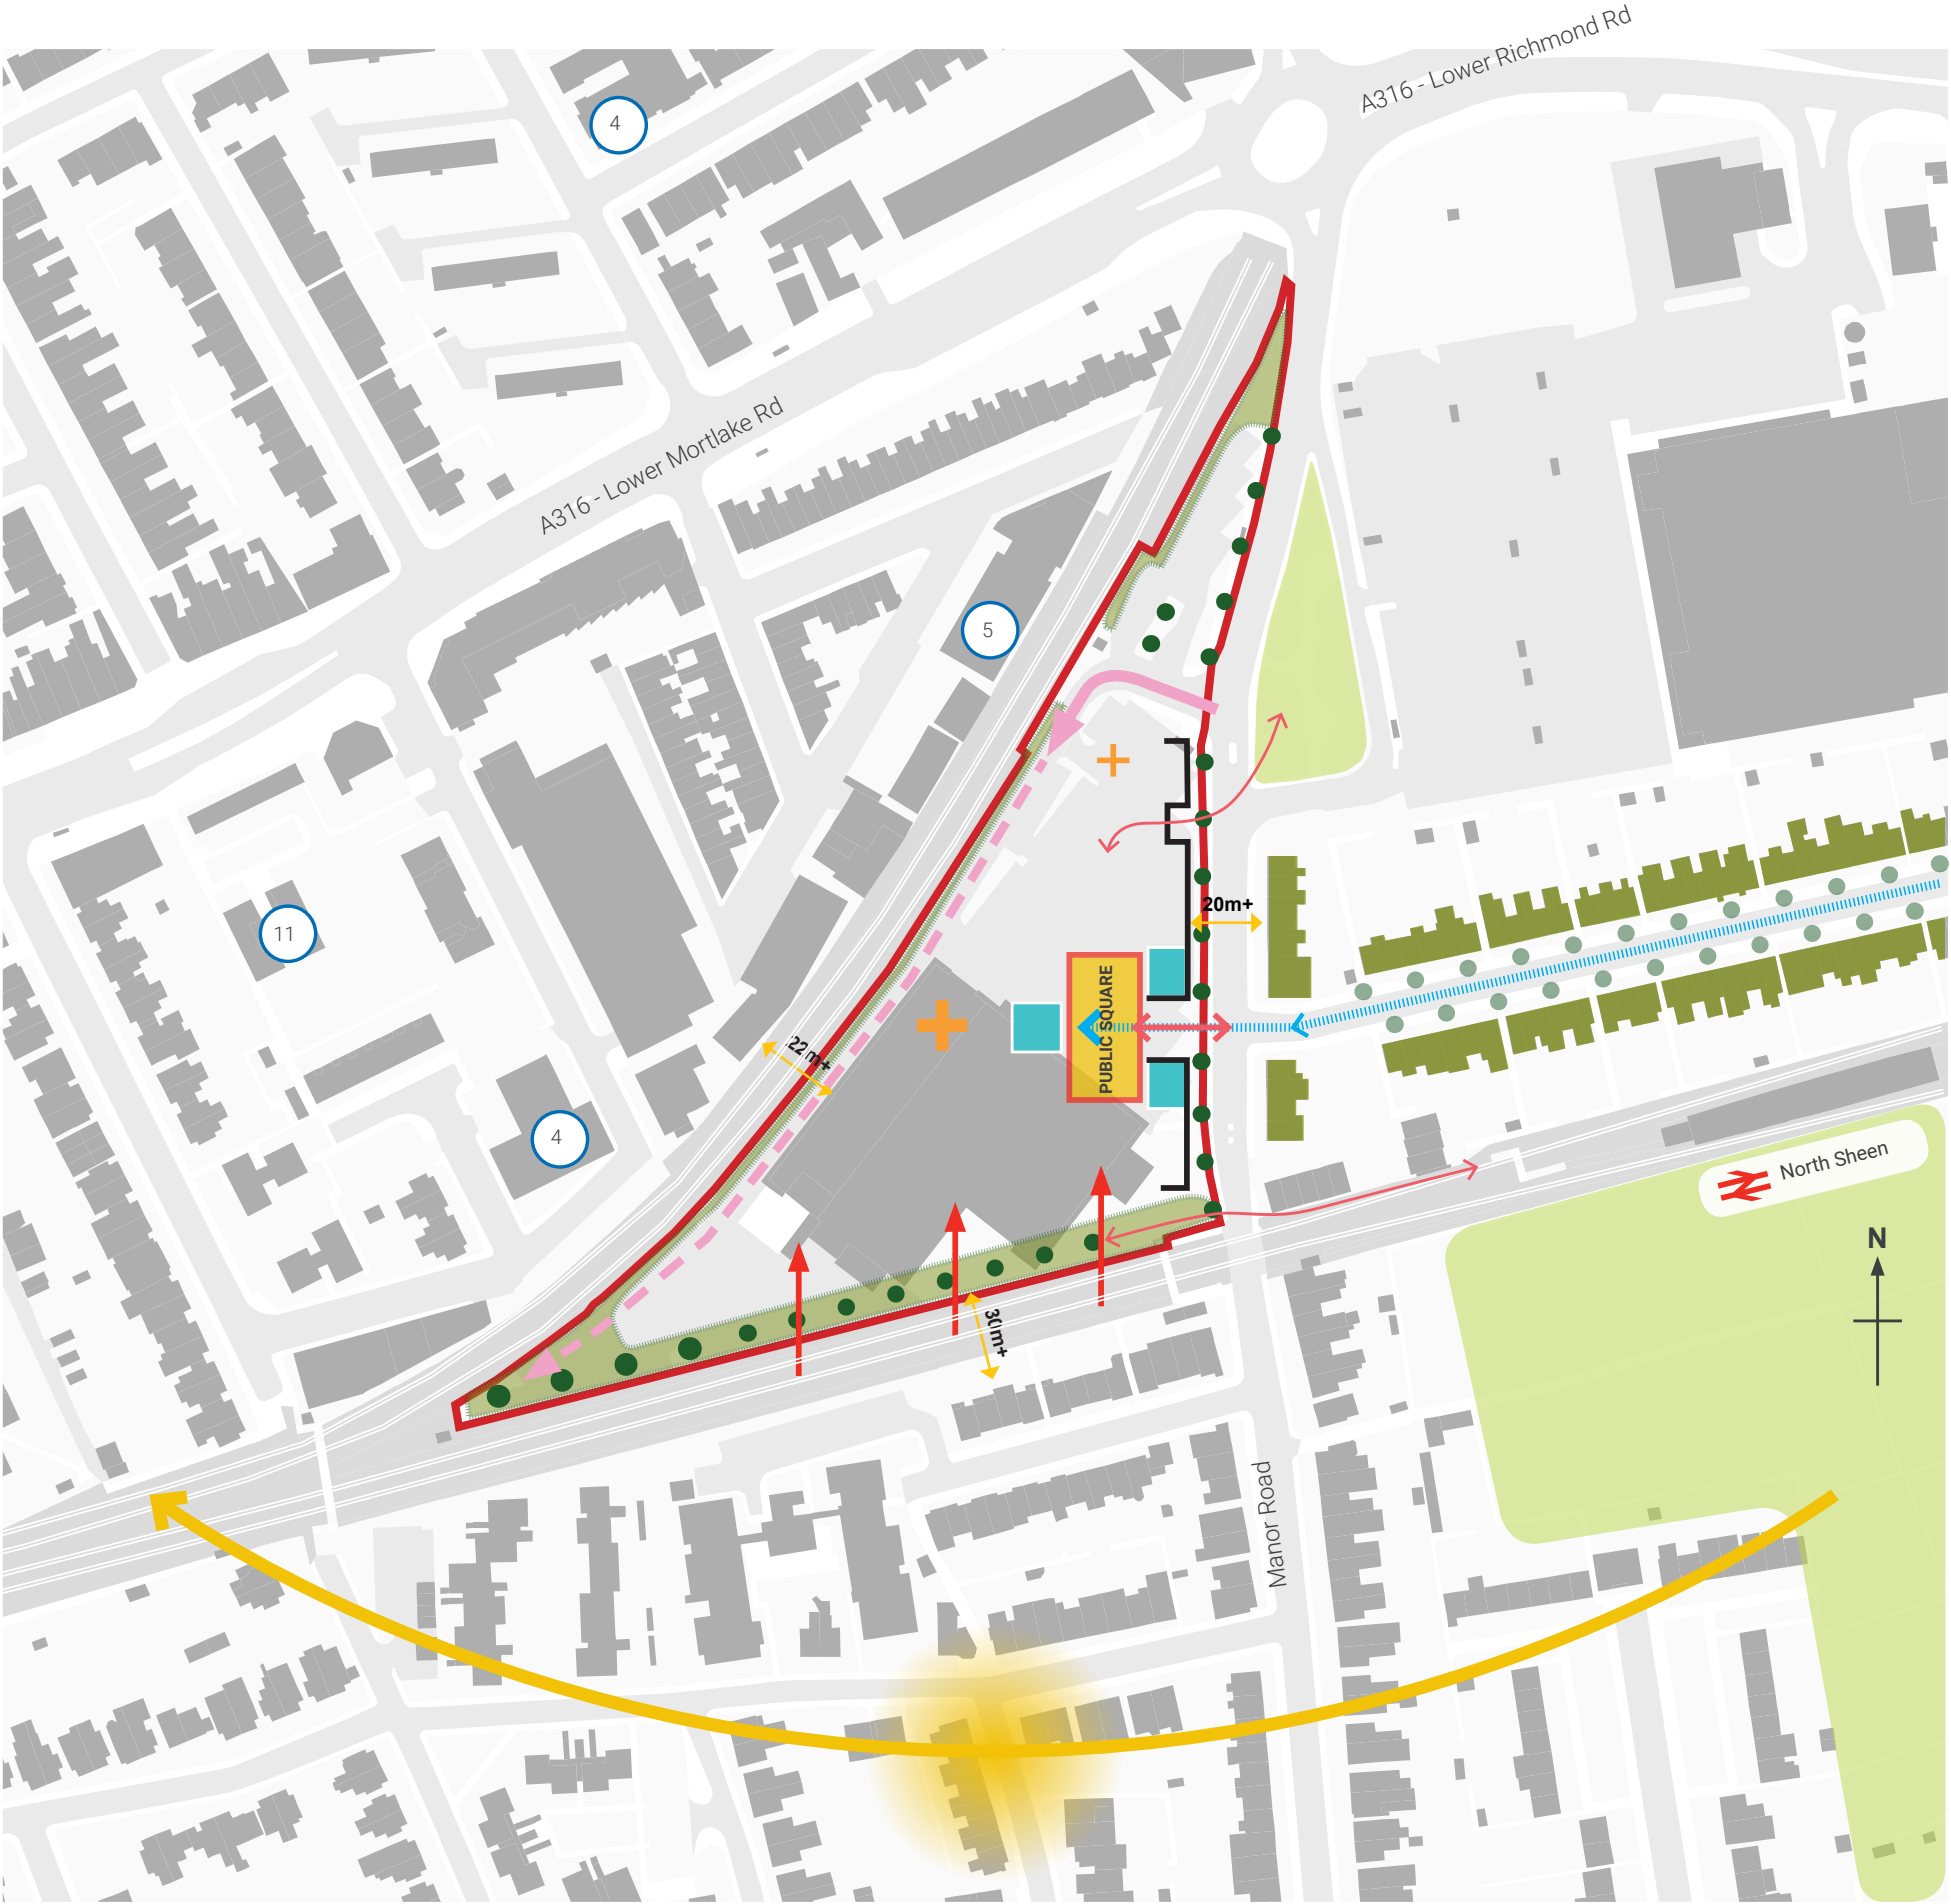 A316 - Lower Richmond Rd
4
A316 - Lower Mortlake Rd
5
11
20m+
PUBLIC SQUARE
22m+
4
North Sheen
N
30m+
Manor Road